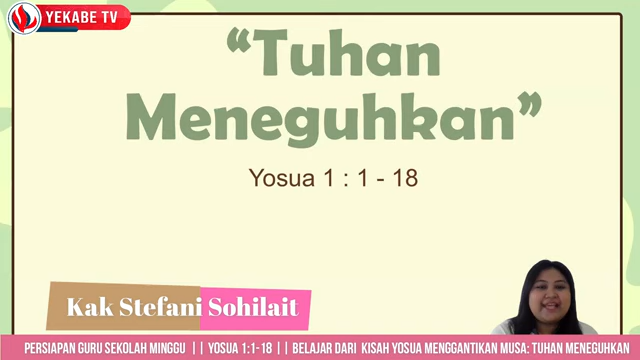 YEKABE TV
“Tuhan
Meneguhkan”
Yosua 1 : 1 - 18
Kak Stefani Sohilait
PERSIAPAN GURU SEKOLAH MINGGU || YOSUA 1:1-18 || BELAJAR DARI KISAH YOSUA MENGGANTIKAN MUSA: TUHAN MENEGUHKAN